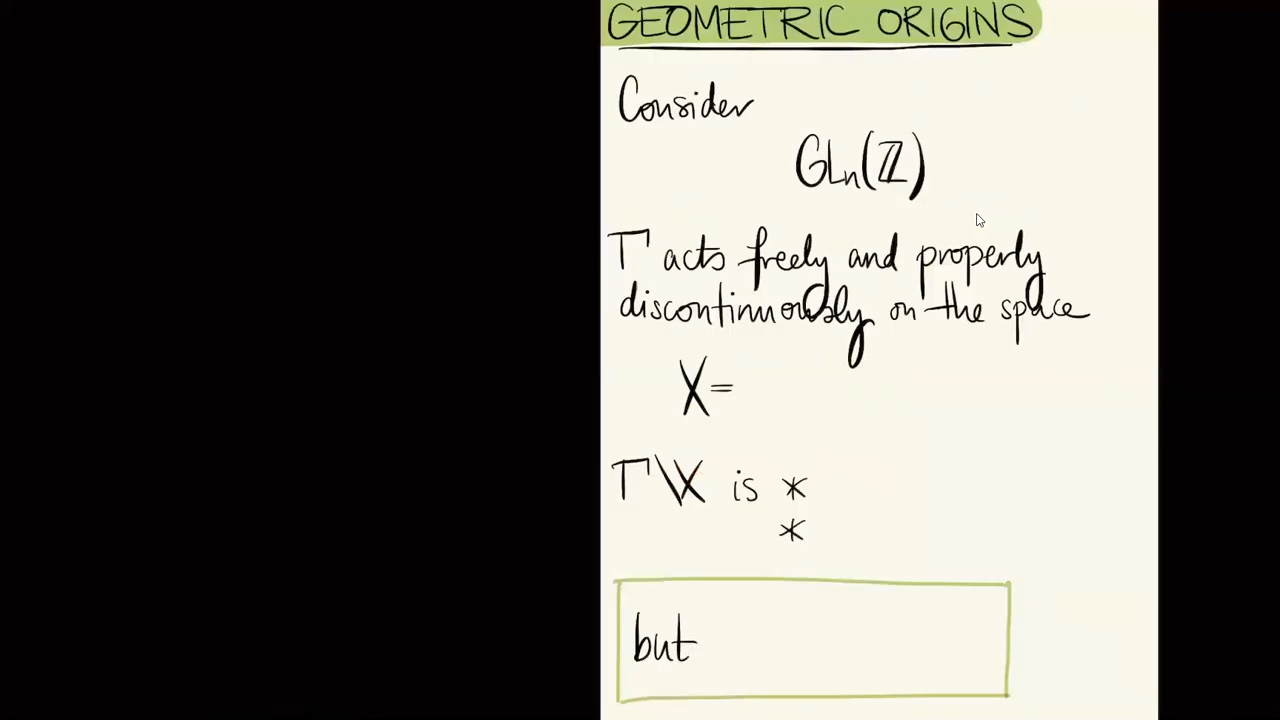 GEOMETRIC ORIGINS
Consider
GLn(ℤ)
Γ acts freely and properly
discontinuously on the space
X=
Γ\X is *
*
but